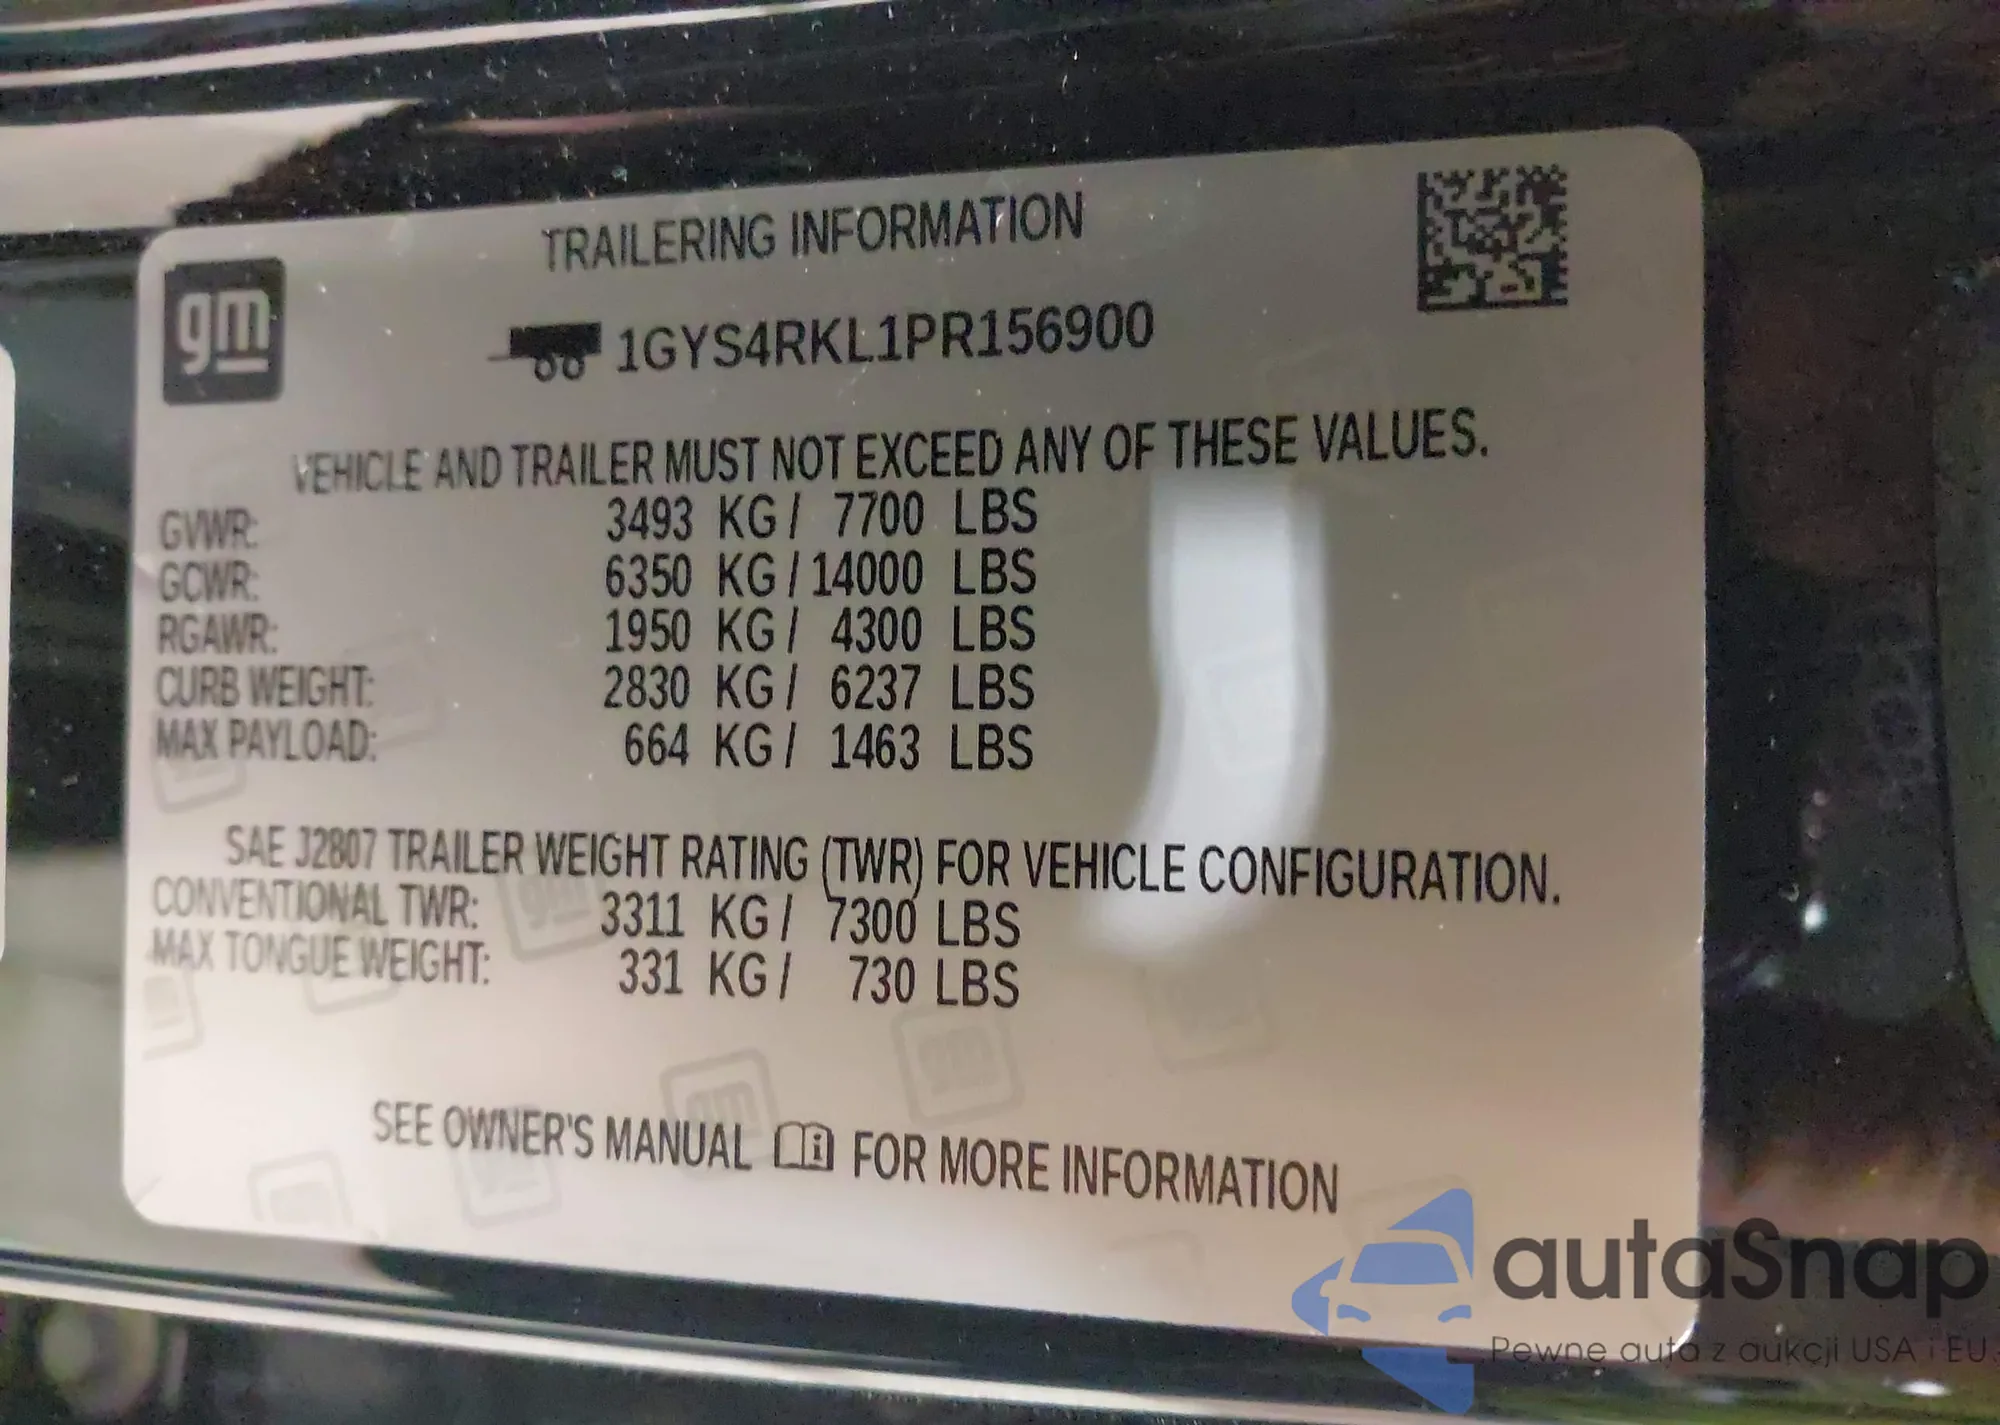 TRAILERING INFORMATION
gm
1GYS4RKL1PR156900
VEHICLE AND TRAILER MUST NOT EXCEED ANY OF THESE VALUES.
GVWR: 3493 KG / 7700 LBS
GCWR: 6350 KG / 14000 LBS
RGAWR: 1950 KG / 4300 LBS
CURB WEIGHT: 2830 KG / 6237 LBS
MAX PAYLOAD: 664 KG / 1463 LBS
SAE J2807 TRAILER WEIGHT RATING (TWR) FOR VEHICLE CONFIGURATION.
CONVENTIONAL TWR: 3311 KG / 7300 LBS
MAX TONGUE WEIGHT: 331 KG / 730 LBS
SEE OWNER'S MANUAL FOR MORE INFORMATION
autaSnap
Pewne auta z aukcji USA i EU